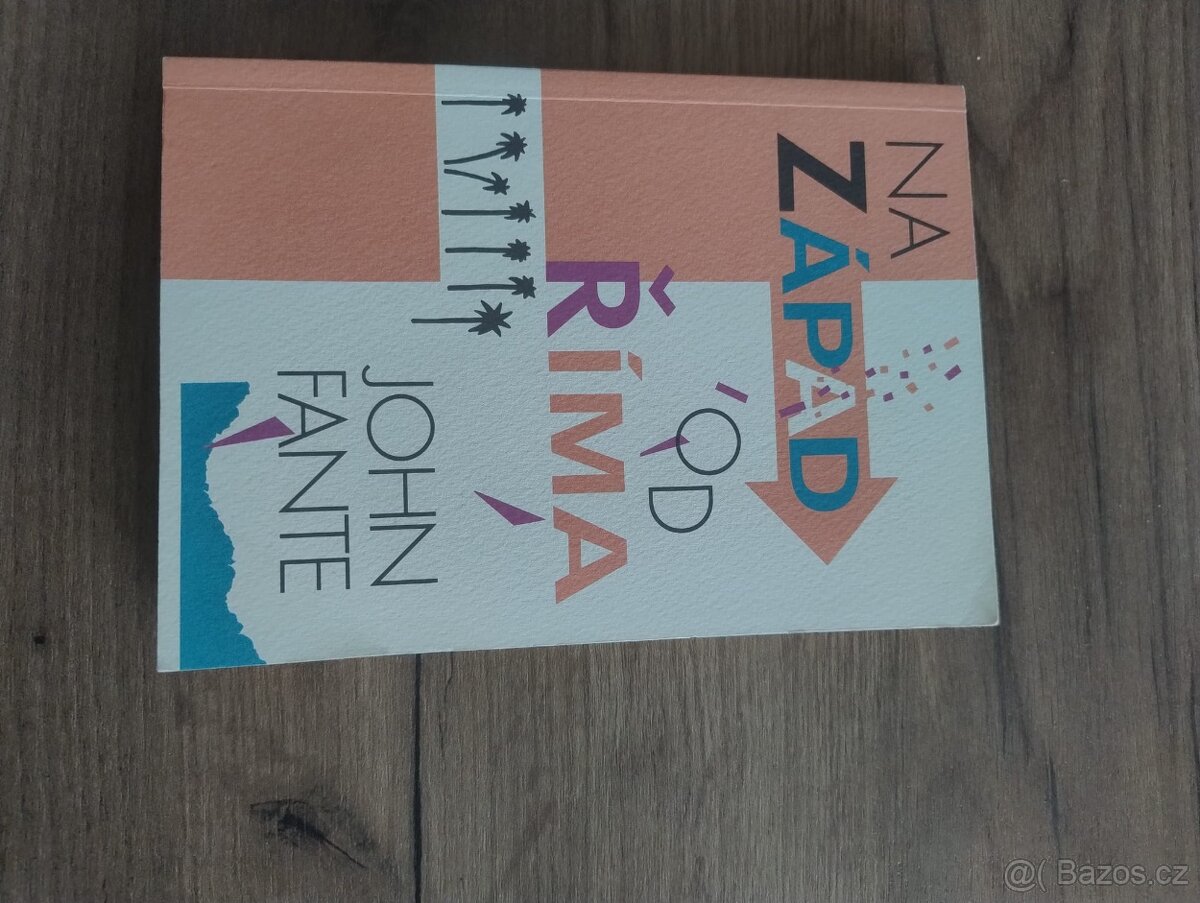 NA
ZÁPAD
OD
ŘÍMA
JOHN
FANTE
@( Bazos.cz